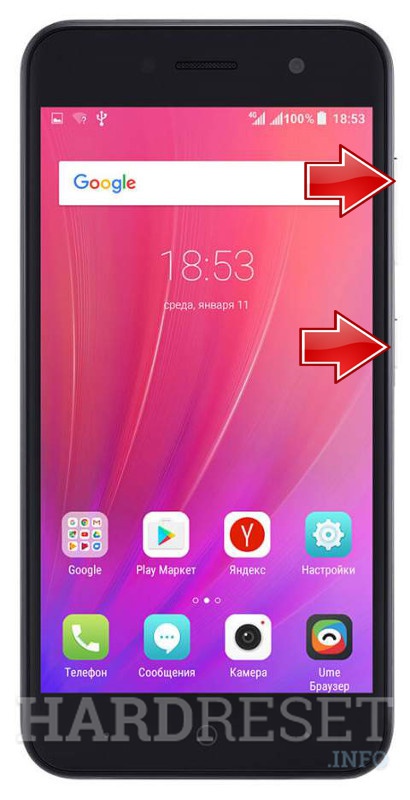 4G 100% 18:53
Google
18:53
среда, января 11
Google Play Маркет Яндекс Настройки
Телефон Сообщения Камера Ume
Браузер
HARDRESET
.INFO